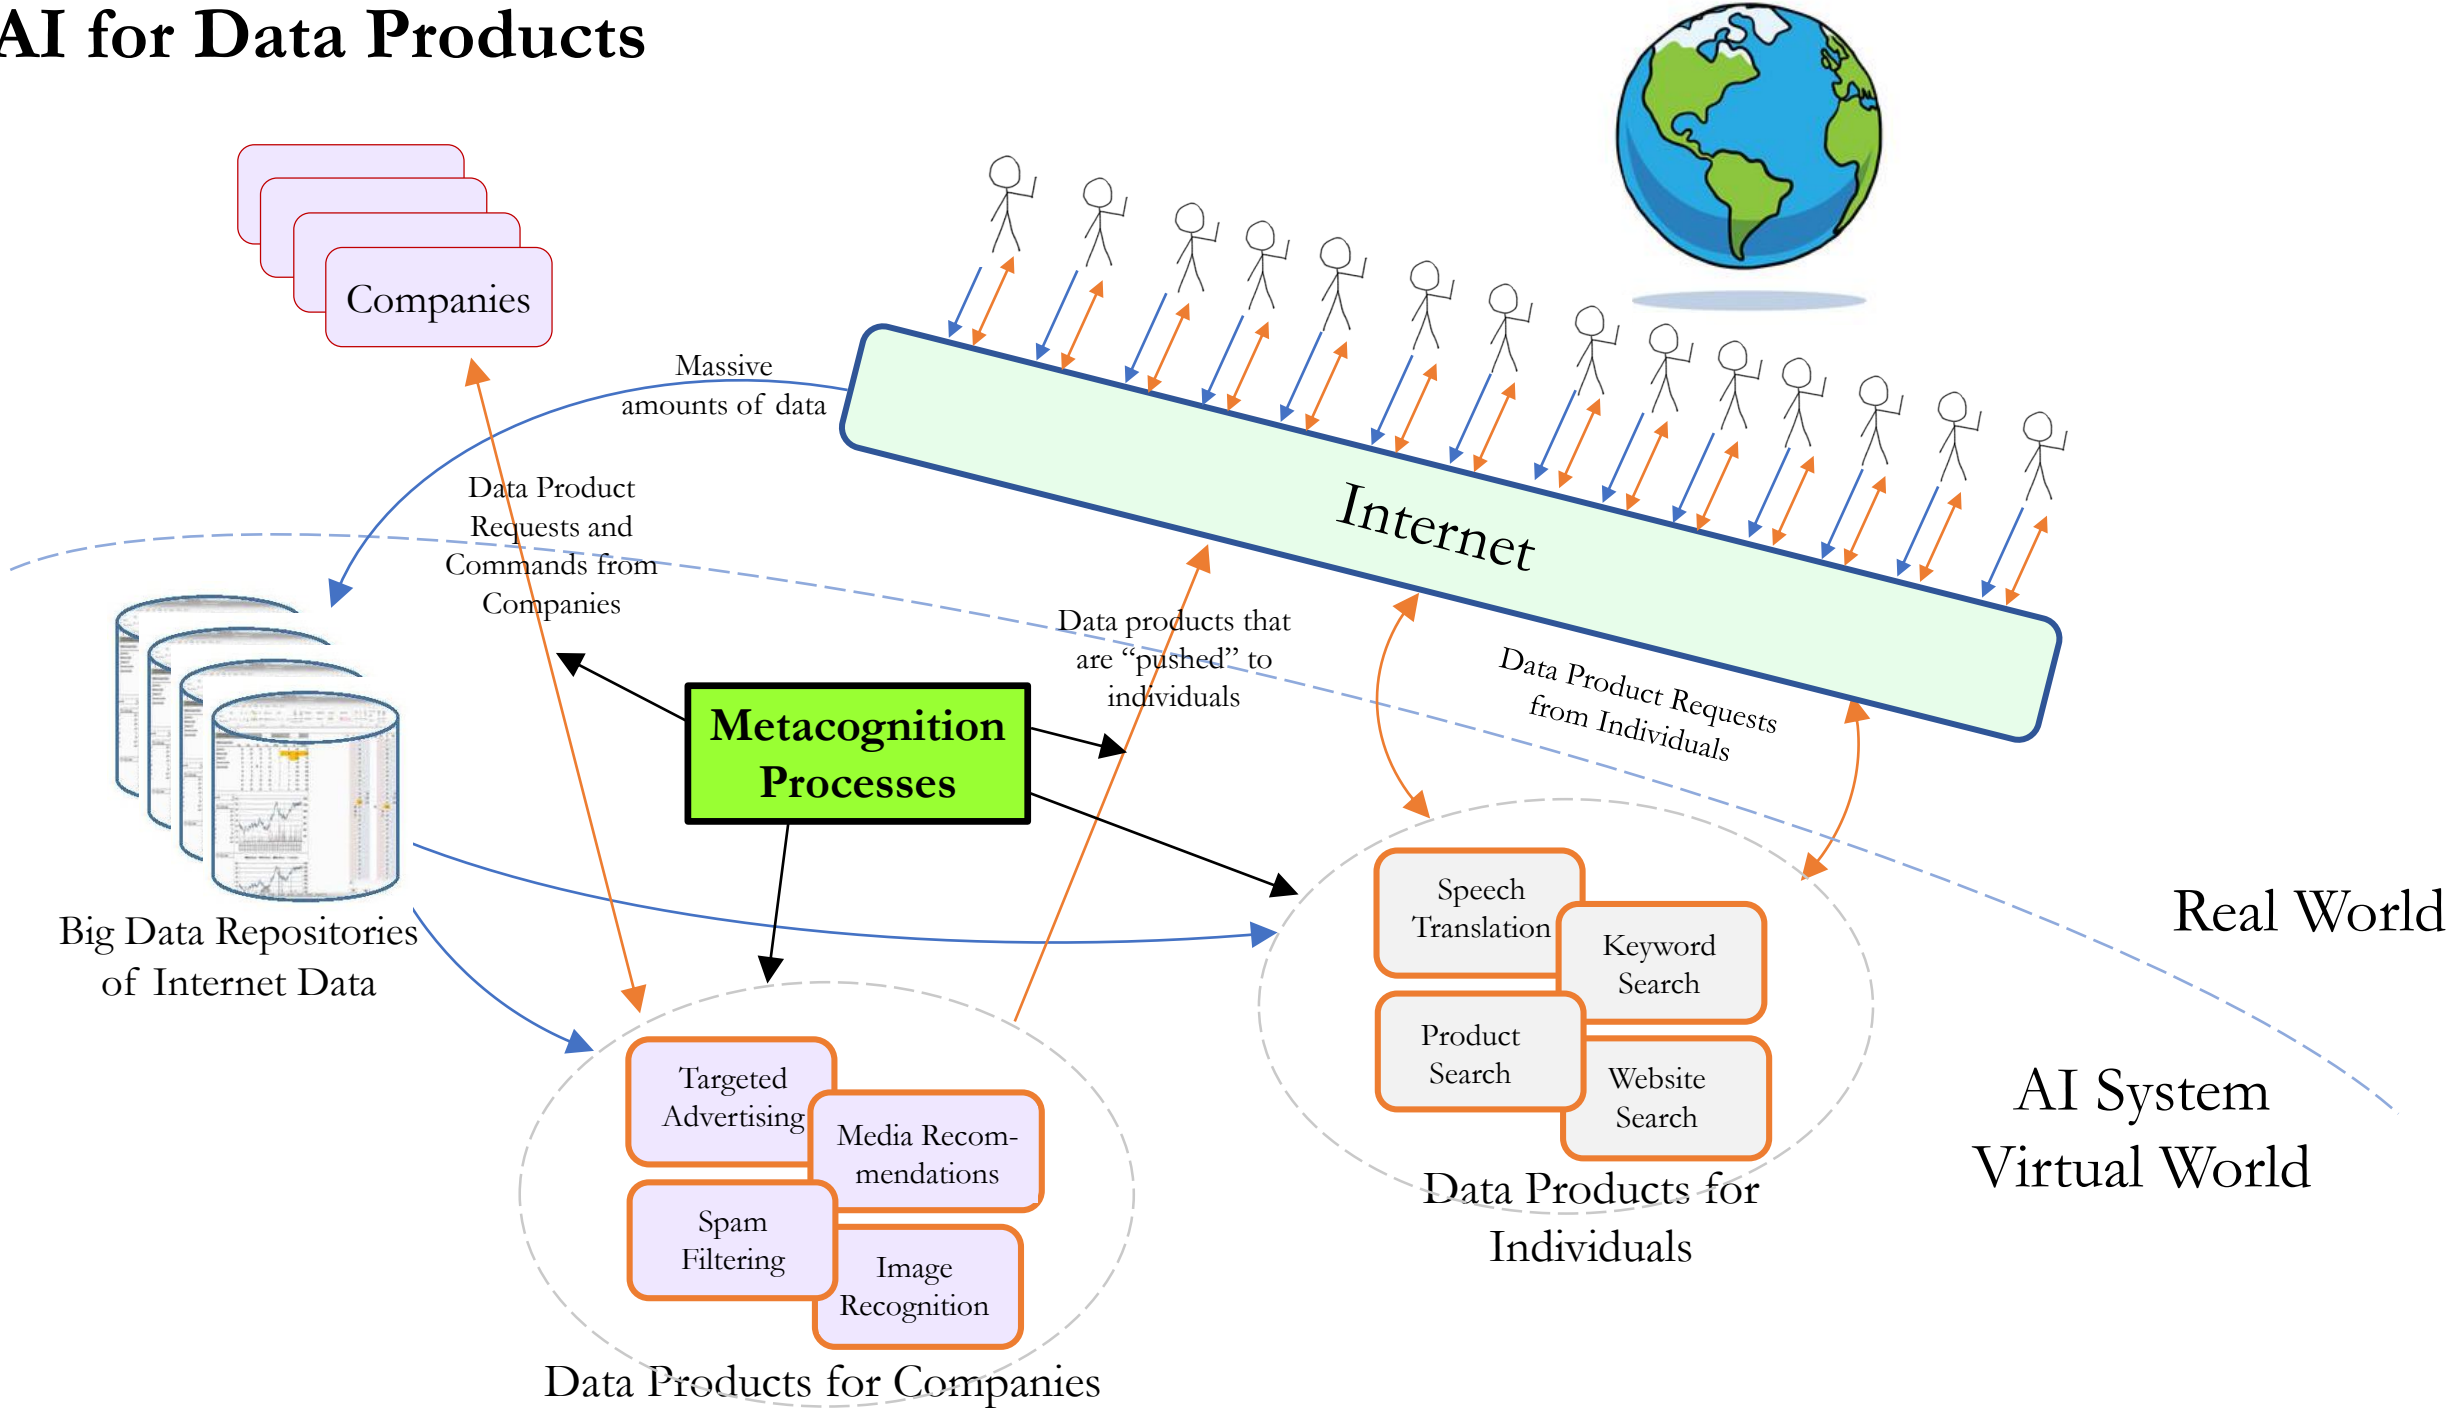 AI for Data Products
Companies
Massive
amounts of data
Data Product
Requests and
Commands from
Companies
Internet
Data products that
are “pushed” to
individuals
Data Product Requests
from Individuals
Metacognition
Processes
Big Data Repositories
of Internet Data
Speech
Translation
Keyword
Search
Product
Search
Website
Search
Data Products for
Individuals
Real World
AI System
Virtual World
Targeted
Advertising
Media Recom-
mendations
Spam
Filtering
Image
Recognition
Data Products for Companies